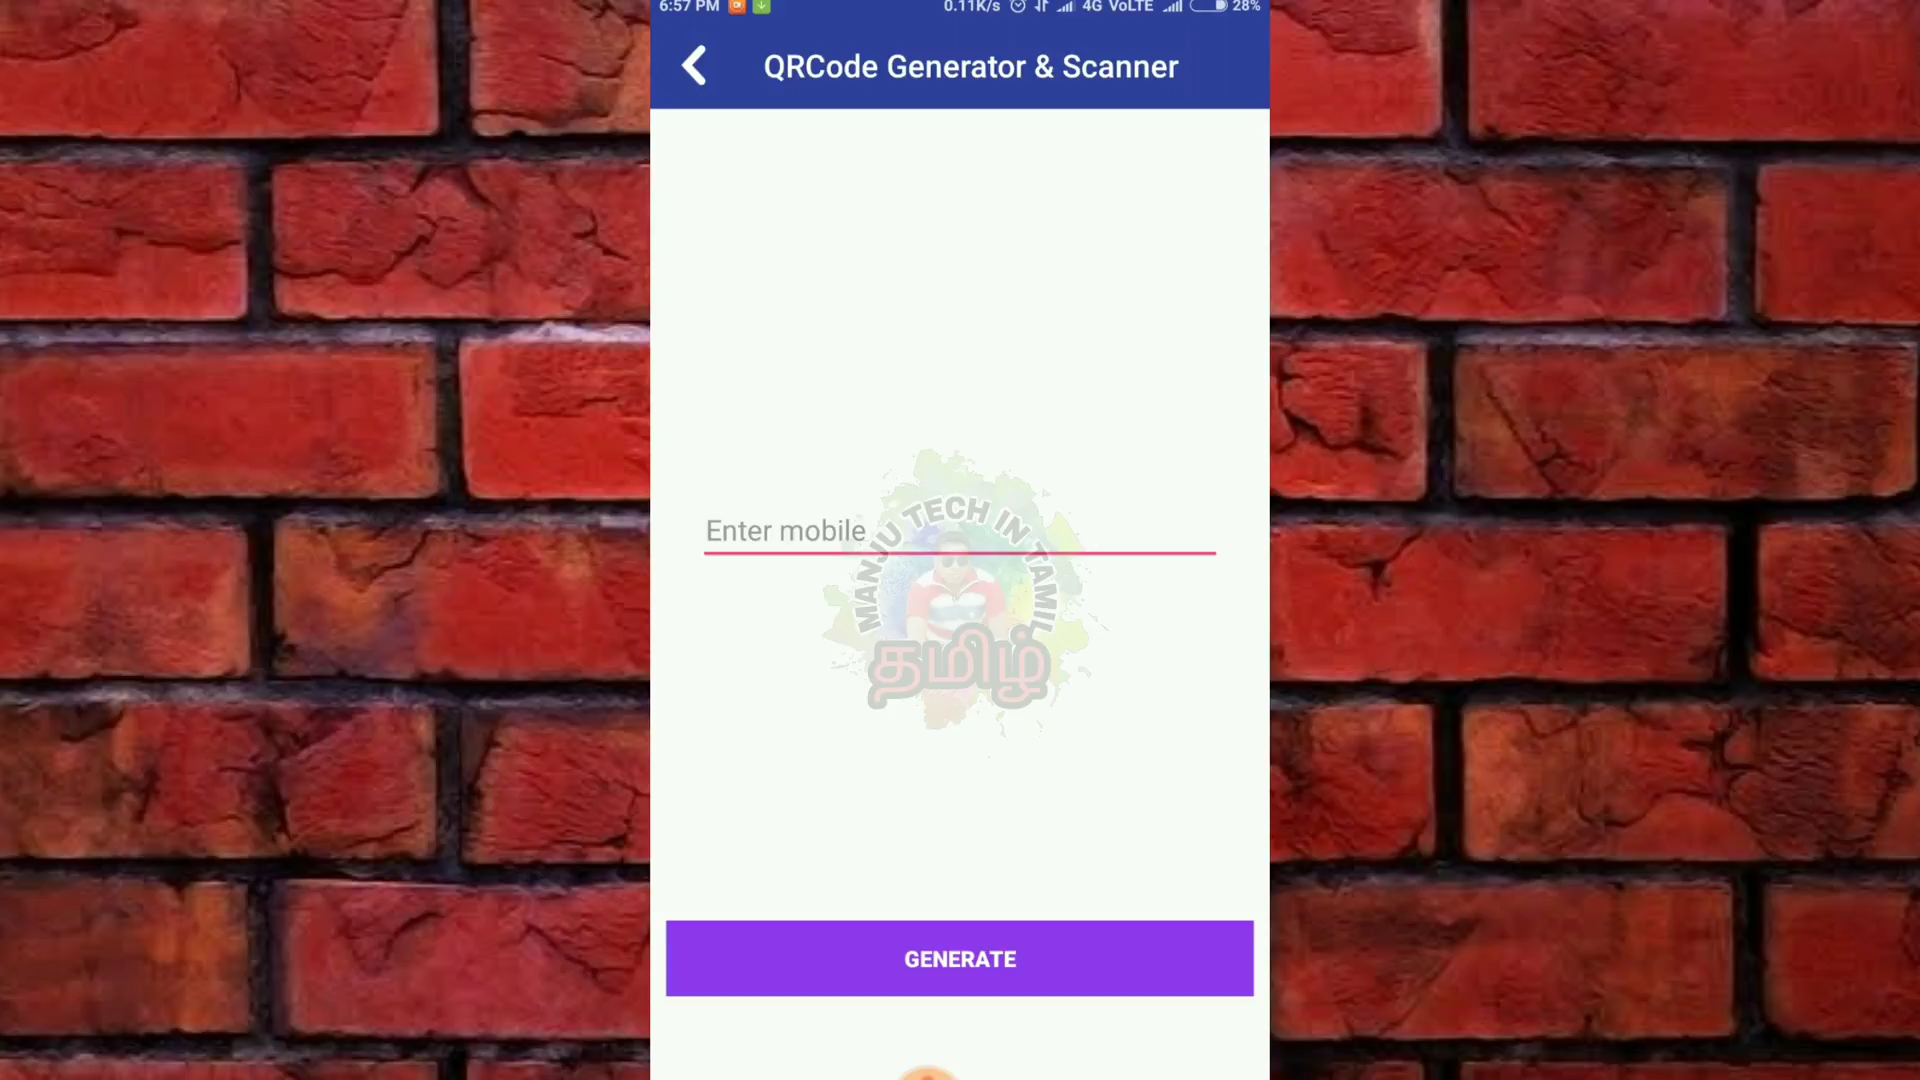 6:57 PM 0.11K/s 4G VoLTE 28%
QRCode Generator & Scanner
Enter mobile
MANJU TECH IN TAMIL
தமிழ்
GENERATE